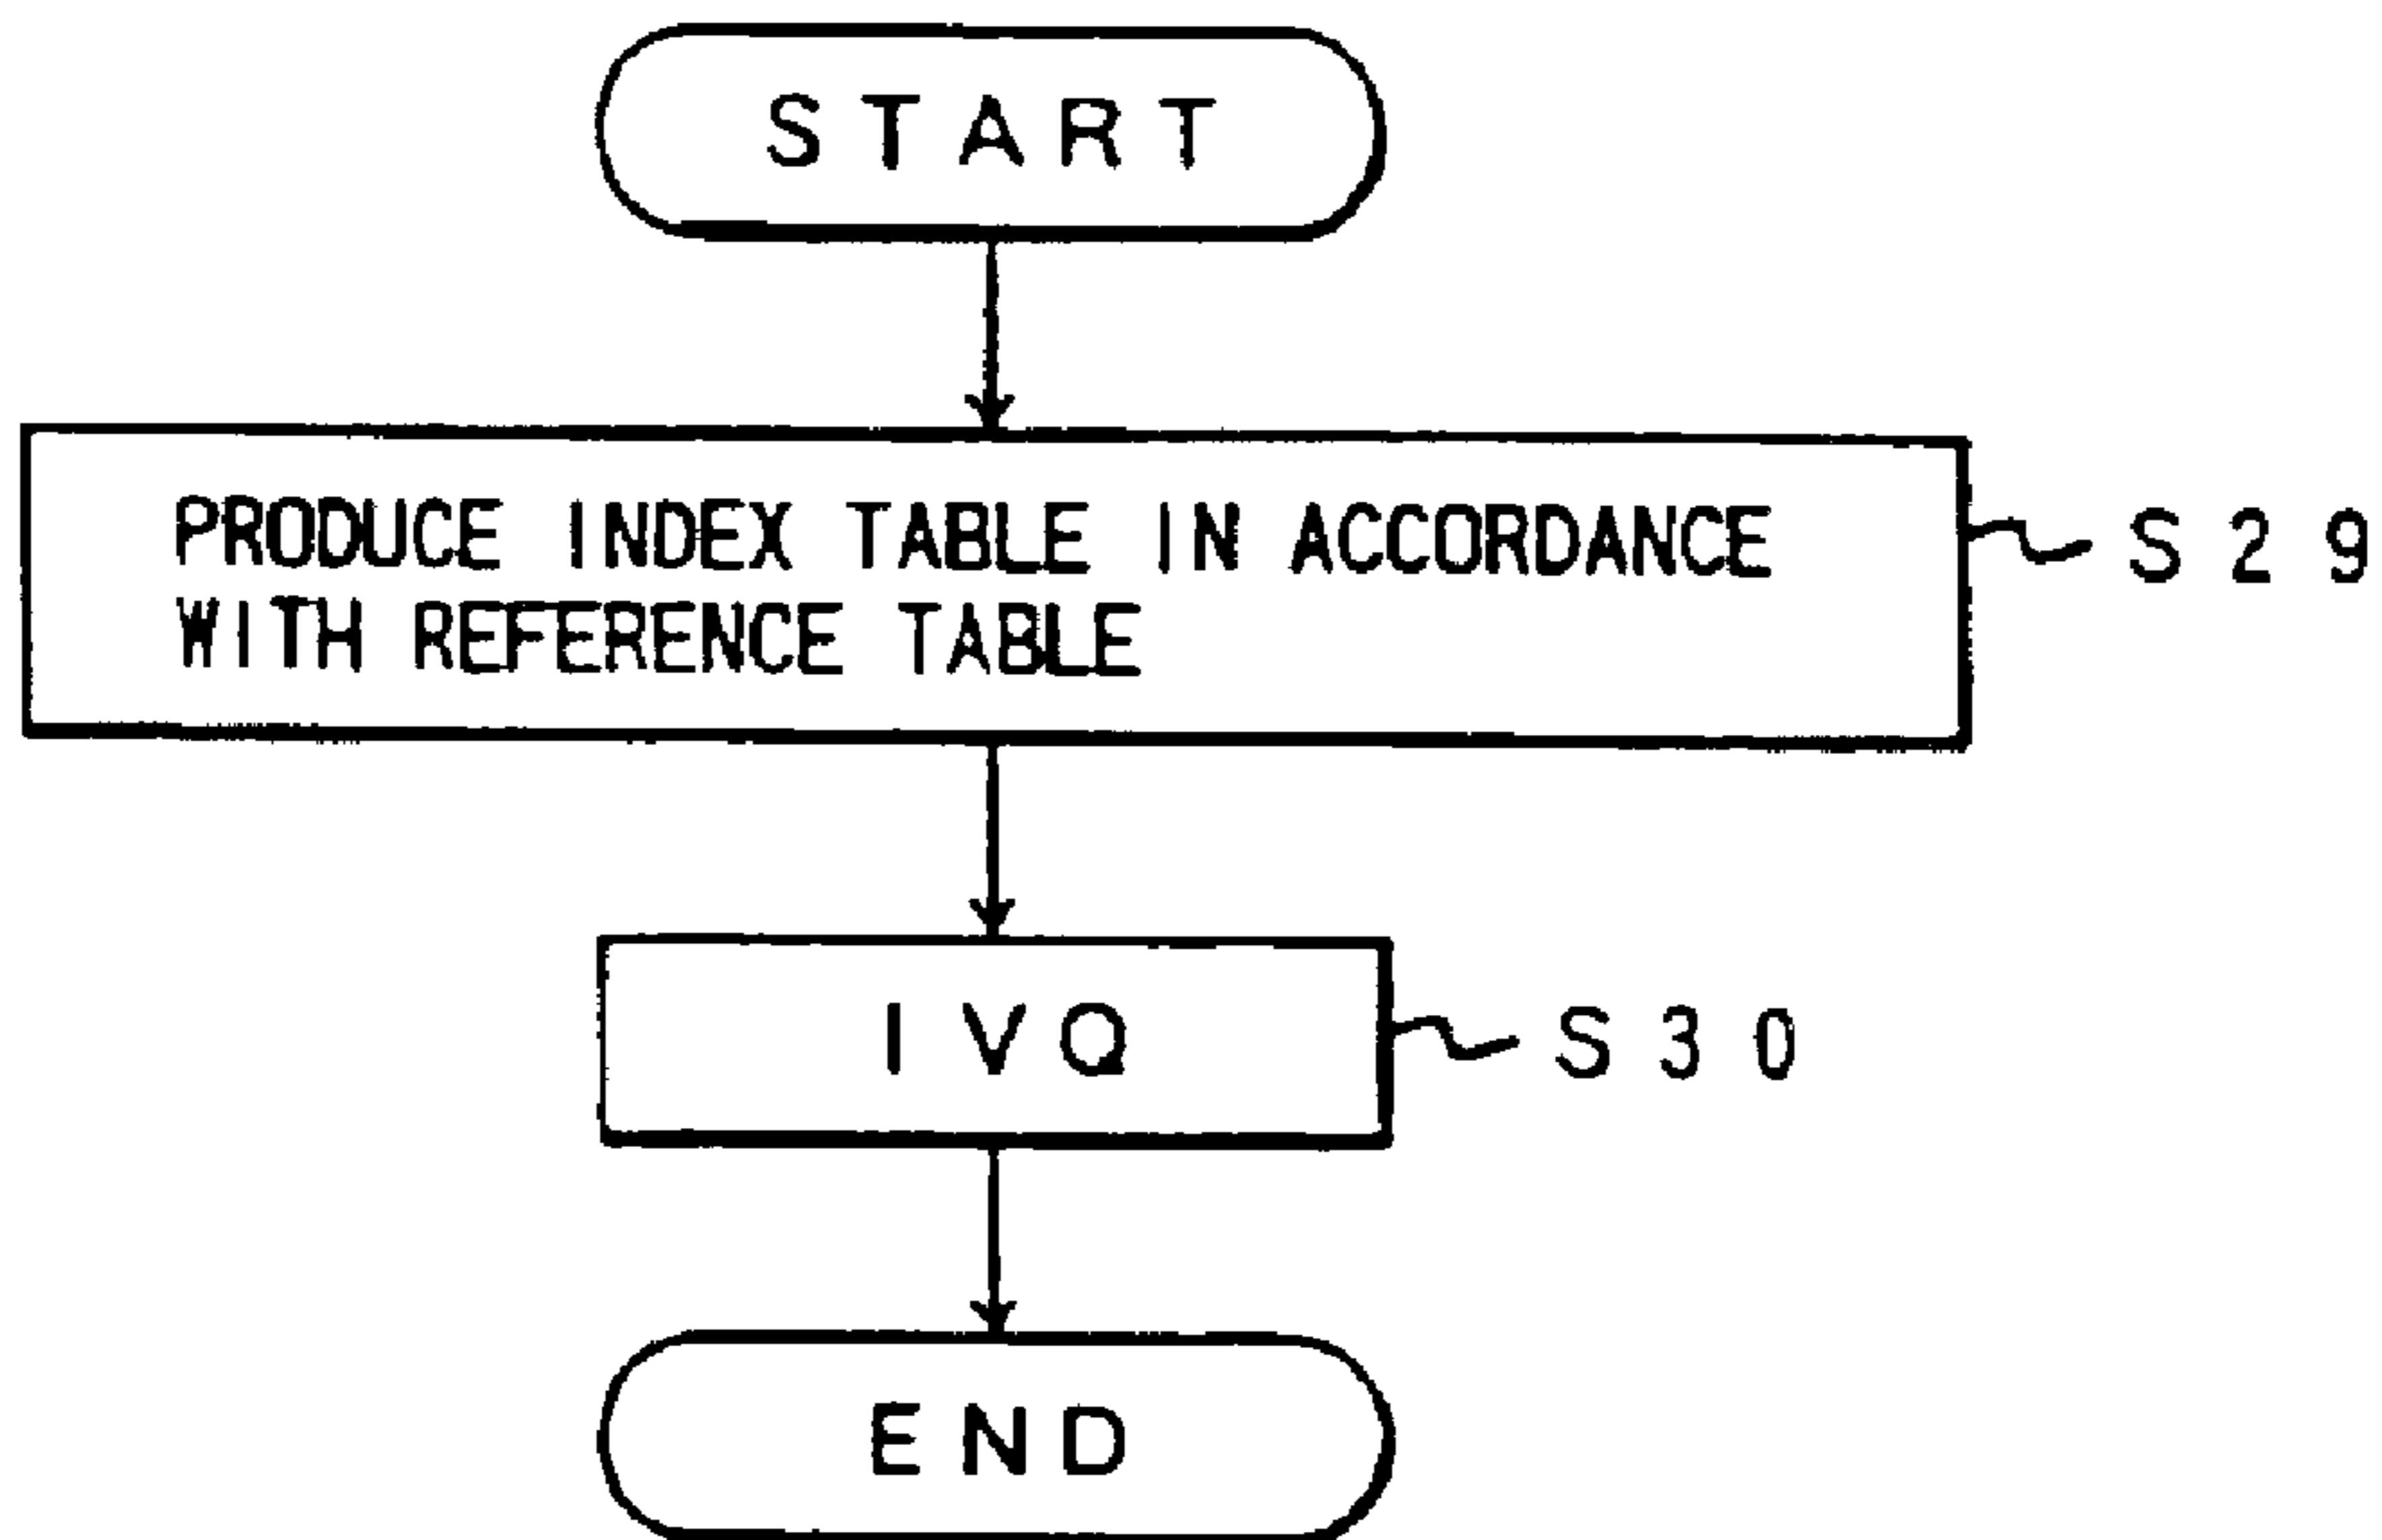 START
PRODUCE INDEX TABLE IN ACCORDANCE
WITH REFERENCE TABLE
S29
IVQ
S30
END